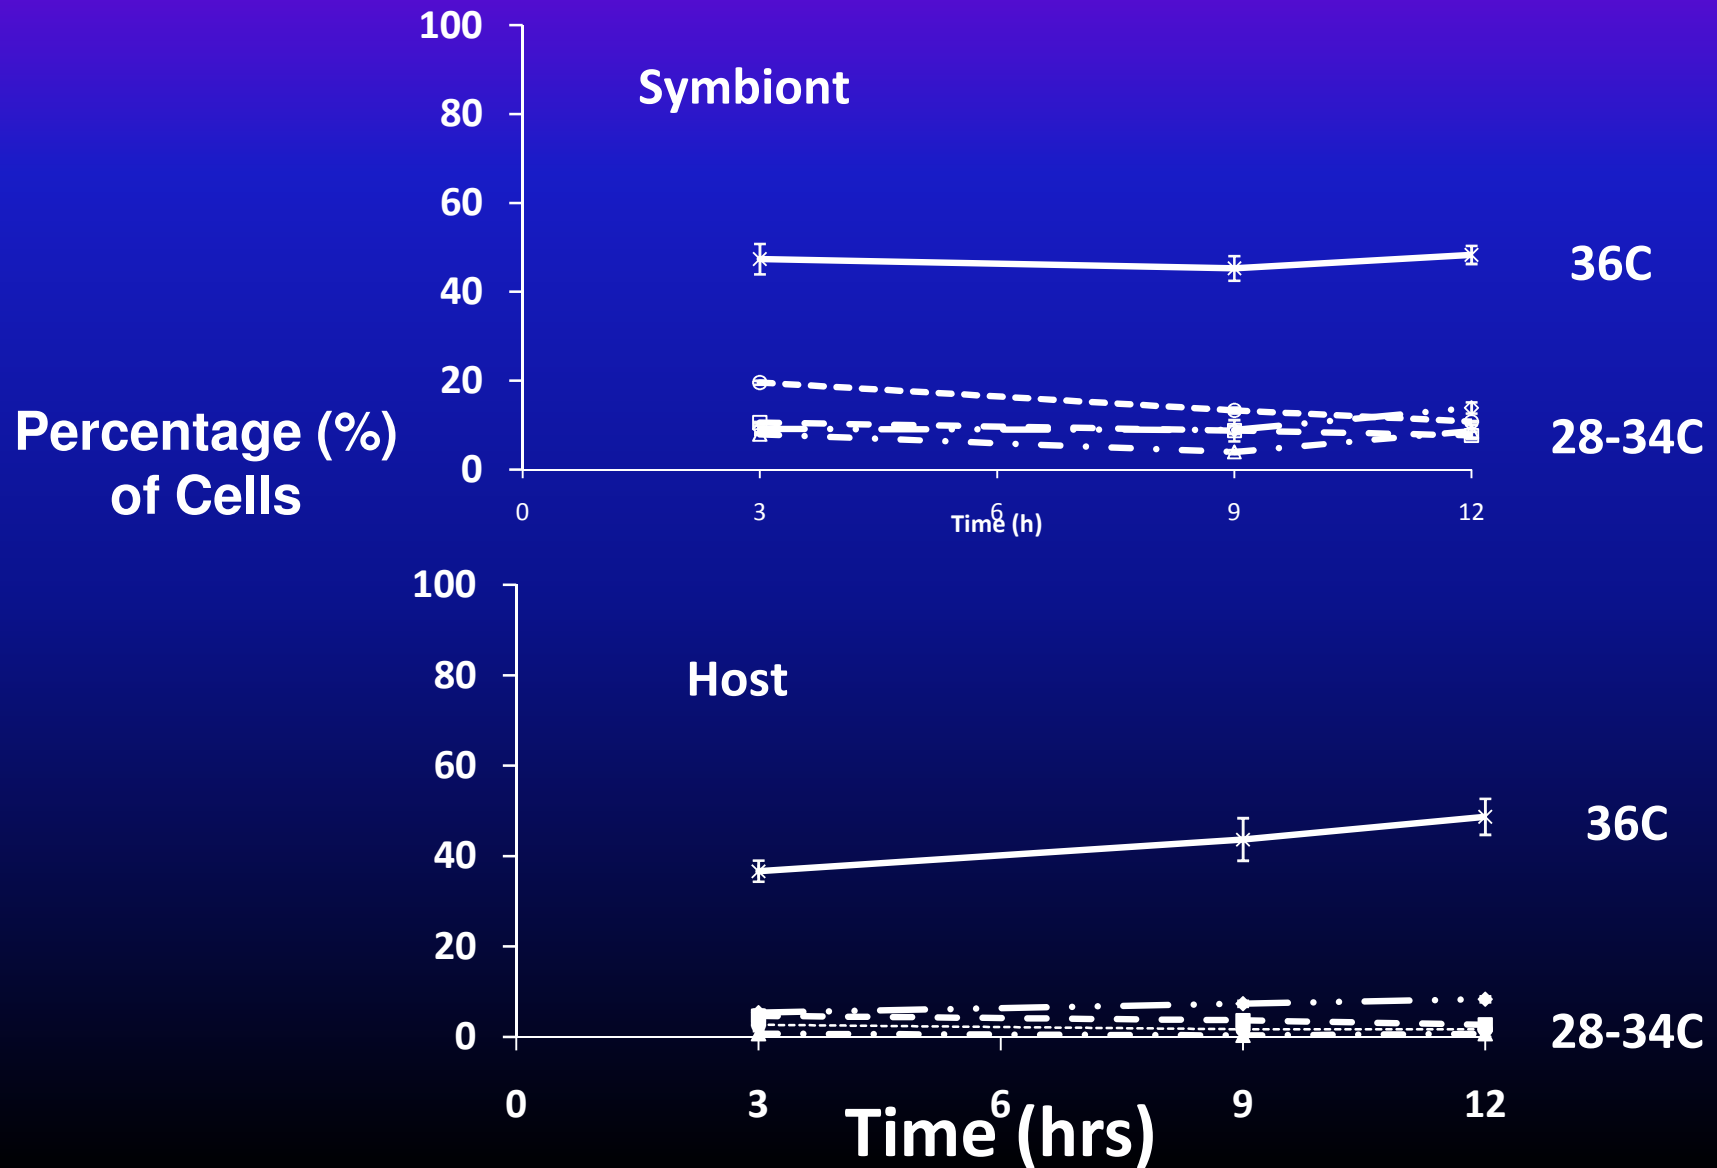 100
80
60
40
20
0
Symbiont
36C
28-34C
0 3 6 9 12
Time (h)
Percentage (%)
of Cells
100
80
60
40
20
0
Host
36C
28-34C
0 3 6 9 12
Time (hrs)